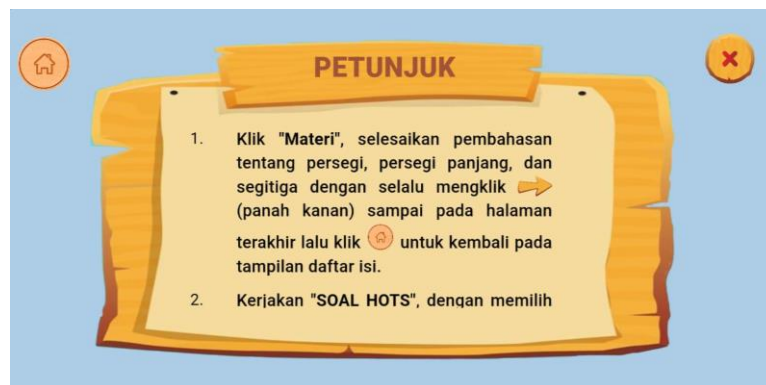 PETUNJUK
1. Klik "Materi", selesaikan pembahasan
tentang persegi, persegi panjang, dan
segitiga dengan selalu mengklik
(panah kanan) sampai pada halaman
terakhir lalu klik untuk kembali pada
tampilan daftar isi.
2. Kerjakan "SOAL HOTS", dengan memilih